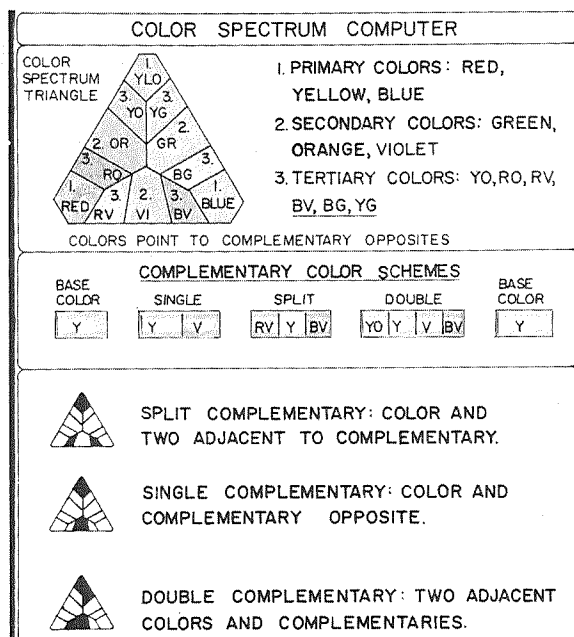 COLOR SPECTRUM COMPUTER
COLOR
SPECTRUM
TRIANGLE
1.
YLO
3.
YO
3.
YG
2. OR
2.
GR
3.
RO
3.
BG
1.
RED
3.
RV
2.
VI
3.
BV
1.
BLUE
COLORS POINT TO COMPLEMENTARY OPPOSITES
1. PRIMARY COLORS: RED,
YELLOW, BLUE
2. SECONDARY COLORS: GREEN,
ORANGE, VIOLET
3. TERTIARY COLORS: YO, RO, RV,
BV, BG, YG
COMPLEMENTARY COLOR SCHEMES
BASE
COLOR
Y
SINGLE
Y V
SPLIT
RV Y BV
DOUBLE
YO Y V BV
BASE
COLOR
Y
SPLIT COMPLEMENTARY: COLOR AND
TWO ADJACENT TO COMPLEMENTARY.
SINGLE COMPLEMENTARY: COLOR AND
COMPLEMENTARY OPPOSITE.
DOUBLE COMPLEMENTARY: TWO ADJACENT
COLORS AND COMPLEMENTARIES.